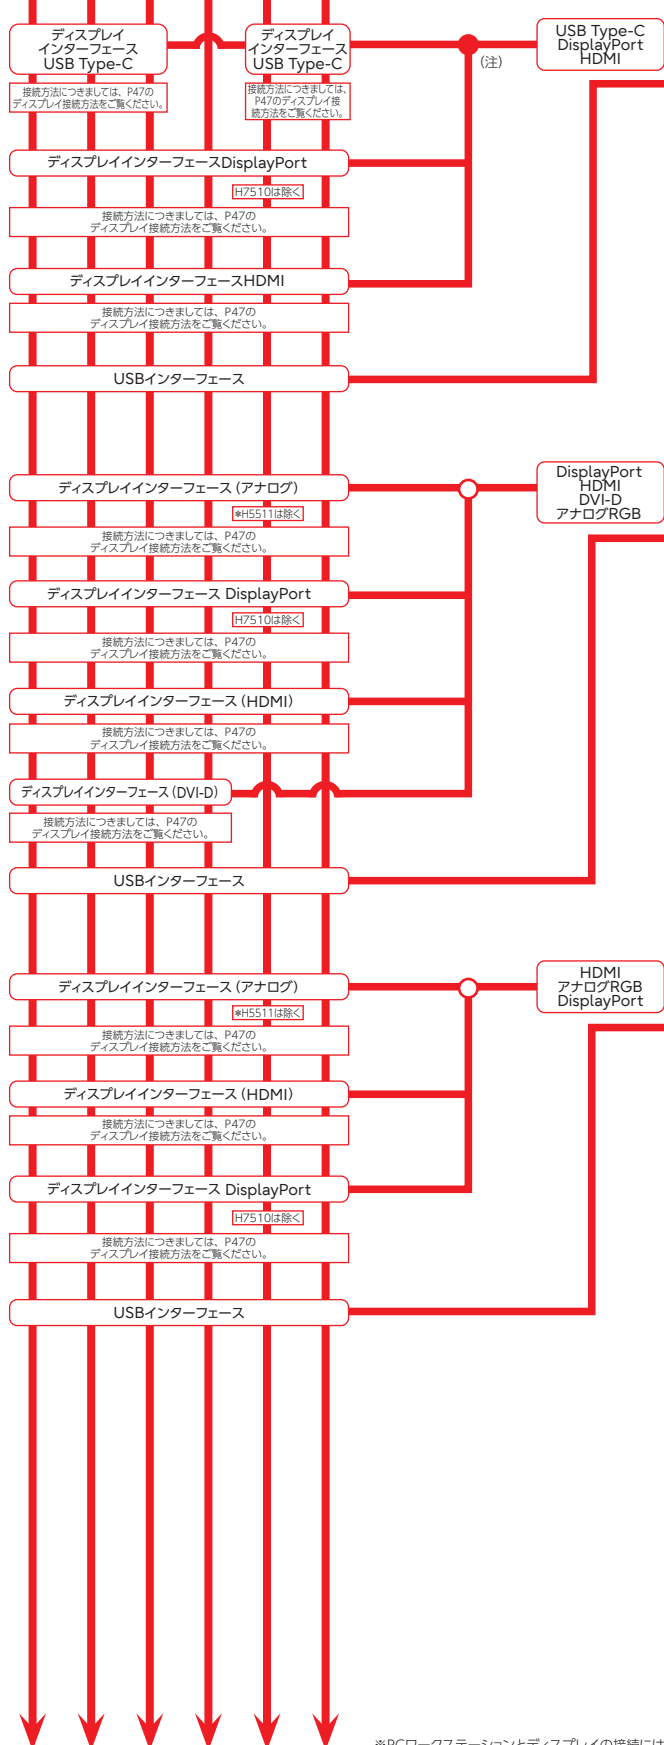 ディスプレイ
インターフェース
USB Type-C
ディスプレイ
インターフェース
USB Type-C
(注)
USB Type-C
DisplayPort
HDMI
接続方法につきましては、P47の
ディスプレイ接続方法をご覧ください。
接続方法につきましては、
P47のディスプレイ接
続方法をご覧ください。
ディスプレイインターフェースDisplayPort
H7510は除く
接続方法につきましては、P47の
ディスプレイ接続方法をご覧ください。
ディスプレイインターフェースHDMI
接続方法につきましては、P47の
ディスプレイ接続方法をご覧ください。
USBインターフェース
ディスプレイインターフェース(アナログ)
DisplayPort
HDMI
DVI-D
アナログRGB
*H5511は除く
接続方法につきましては、P47の
ディスプレイ接続方法をご覧ください。
ディスプレイインターフェース DisplayPort
H7510は除く
接続方法につきましては、P47の
ディスプレイ接続方法をご覧ください。
ディスプレイインターフェース(HDMI)
接続方法につきましては、P47の
ディスプレイ接続方法をご覧ください。
ディスプレイインターフェース(DVI-D)
接続方法につきましては、P47の
ディスプレイ接続方法をご覧ください。
USBインターフェース
ディスプレイインターフェース(アナログ)
HDMI
アナログRGB
DisplayPort
*H5511は除く
接続方法につきましては、P47の
ディスプレイ接続方法をご覧ください。
ディスプレイインターフェース(HDMI)
接続方法につきましては、P47の
ディスプレイ接続方法をご覧ください。
ディスプレイインターフェース DisplayPort
H7510は除く
接続方法につきましては、P47の
ディスプレイ接続方法をご覧ください。
USBインターフェース
※PCワークステーションとディスプレイの接続には